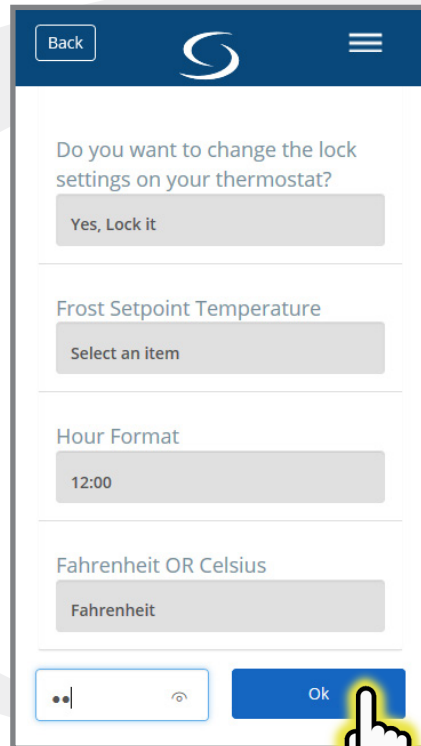 Back
Do you want to change the lock
settings on your thermostat?
Yes, Lock it
Frost Setpoint Temperature
Select an item
Hour Format
12:00
Fahrenheit OR Celsius
Fahrenheit
••
Ok